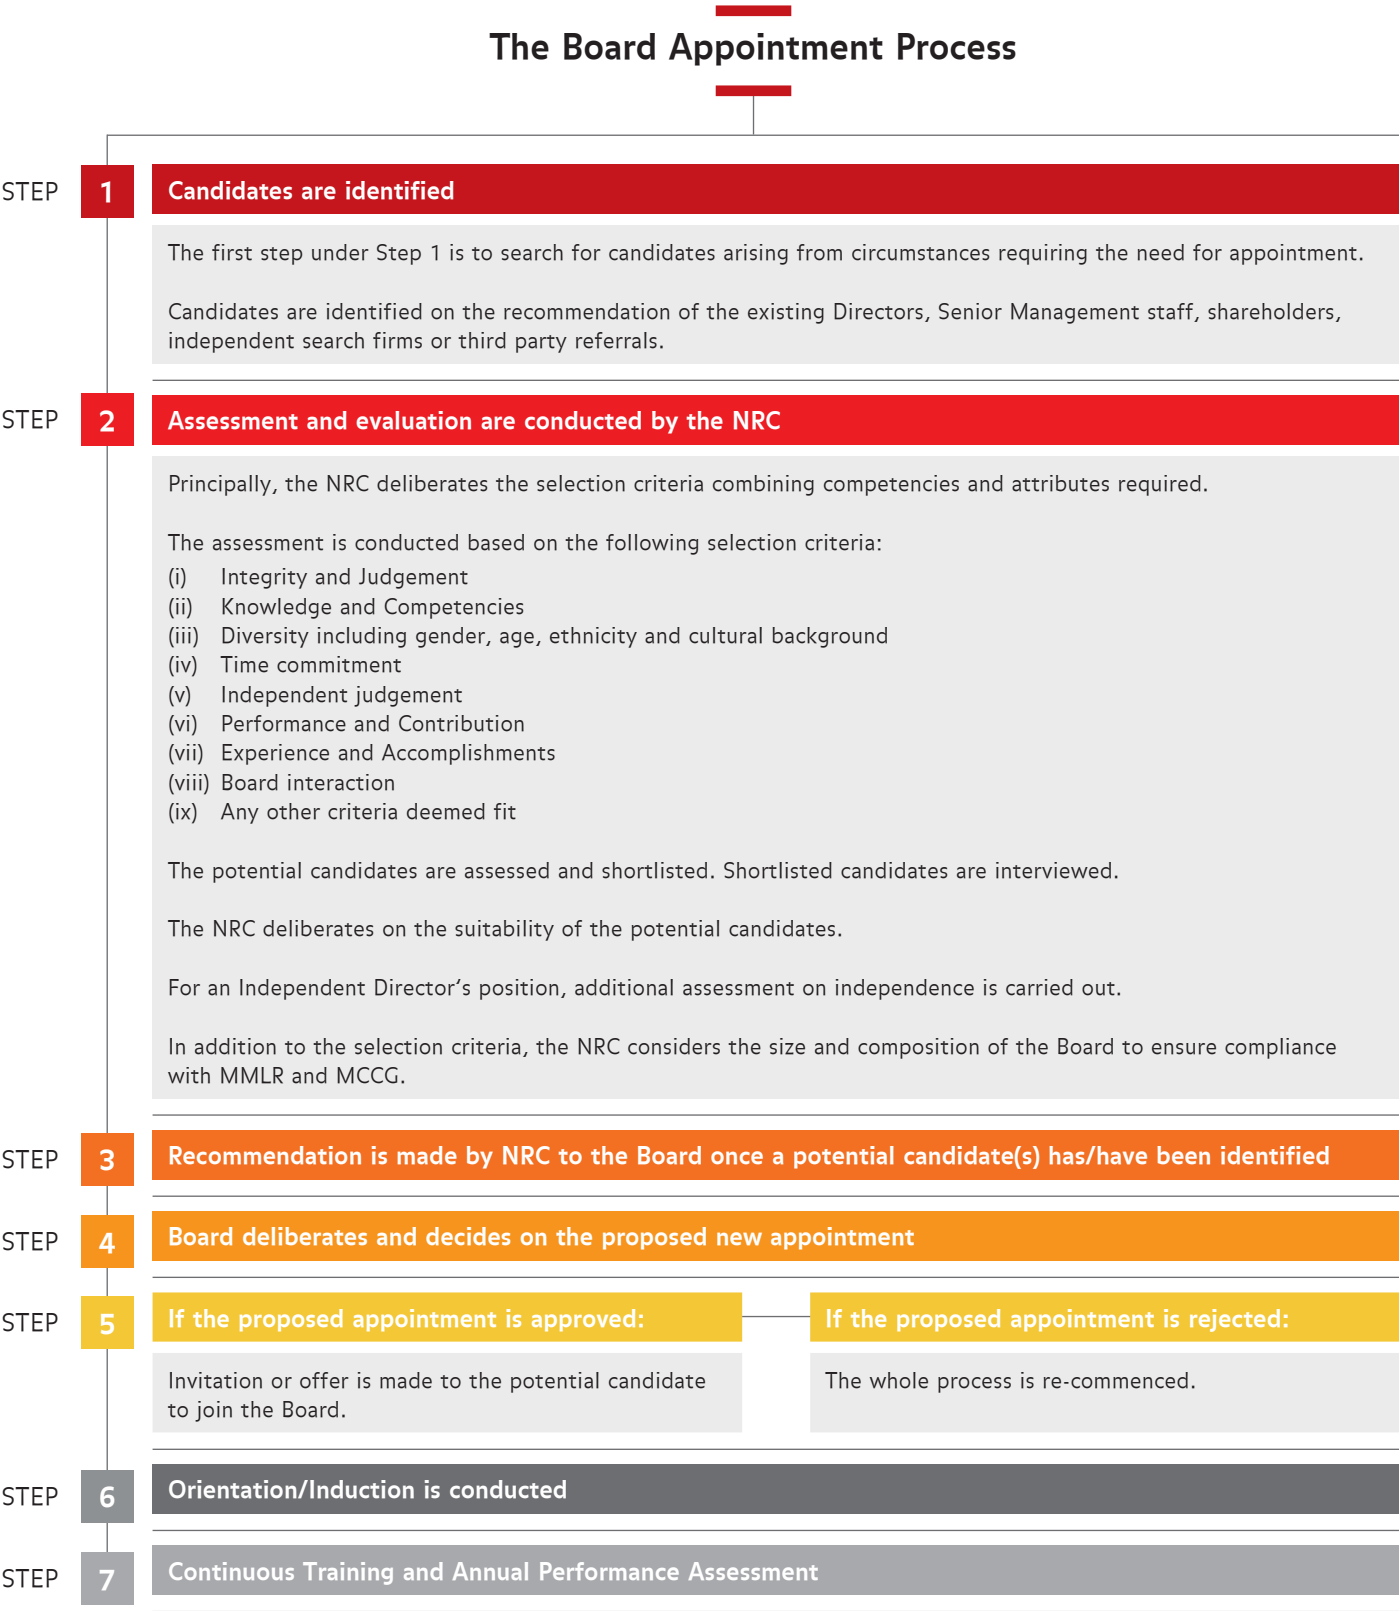 The Board Appointment Process
STEP 1 Candidates are identified
The first step under Step 1 is to search for candidates arising from circumstances requiring the need for appointment.
Candidates are identified on the recommendation of the existing Directors, Senior Management staff, shareholders,
independent search firms or third party referrals.
STEP 2 Assessment and evaluation are conducted by the NRC
Principally, the NRC deliberates the selection criteria combining competencies and attributes required.
The assessment is conducted based on the following selection criteria:
(i) Integrity and Judgement
(ii) Knowledge and Competencies
(iii) Diversity including gender, age, ethnicity and cultural background
(iv) Time commitment
(v) Independent judgement
(vi) Performance and Contribution
(vii) Experience and Accomplishments
(viii) Board interaction
(ix) Any other criteria deemed fit
The potential candidates are assessed and shortlisted. Shortlisted candidates are interviewed.
The NRC deliberates on the suitability of the potential candidates.
For an Independent Director’s position, additional assessment on independence is carried out.
In addition to the selection criteria, the NRC considers the size and composition of the Board to ensure compliance
with MMLR and MCCG.
STEP 3 Recommendation is made by NRC to the Board once a potential candidate(s) has/have been identified
STEP 4 Board deliberates and decides on the proposed new appointment
STEP 5 If the proposed appointment is approved:
Invitation or offer is made to the potential candidate
to join the Board.
If the proposed appointment is rejected:
The whole process is re-commenced.
STEP 6 Orientation/Induction is conducted
STEP 7 Continuous Training and Annual Performance Assessment